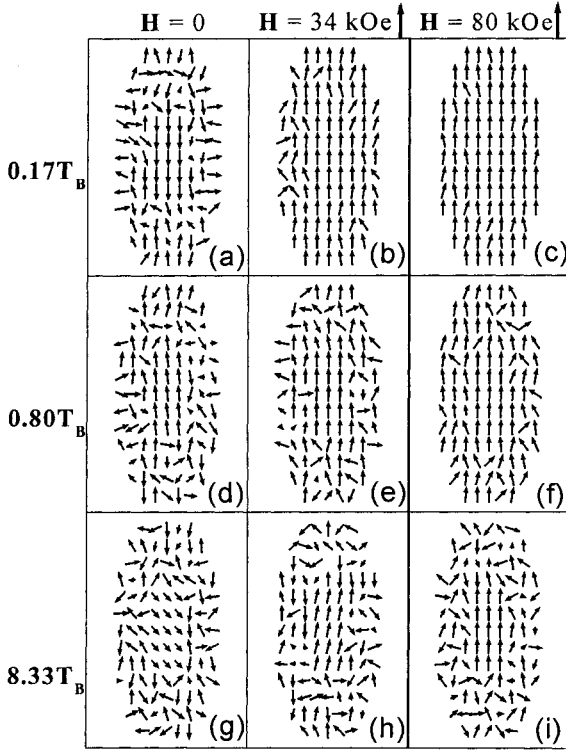 H = 0 H = 34 kOe H = 80 kOe
0.17T_B
(a) (b) (c)
0.80T_B
(d) (e) (f)
8.33T_B
(g) (h) (i)